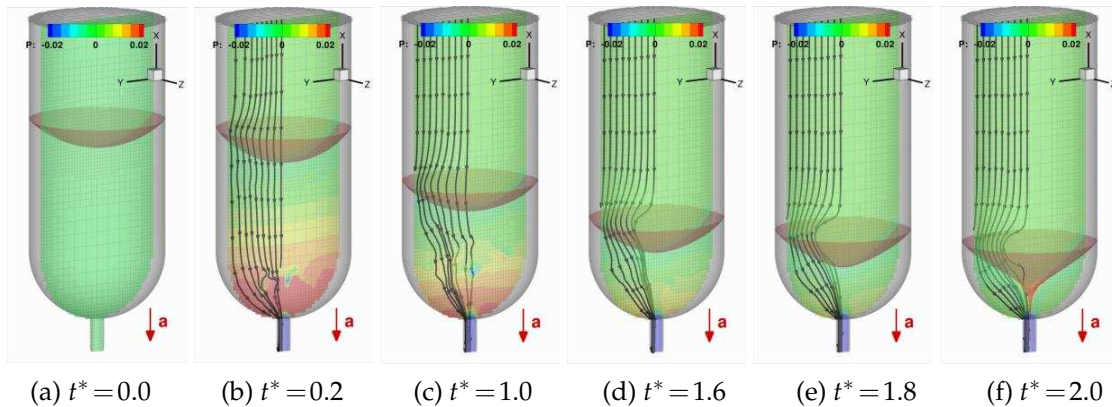 P: -0.02 0 0.02
X
Y
Z
a
P: -0.02 0 0.02
X
Y
Z
a
P: -0.02 0 0.02
X
Y
Z
a
P: -0.02 0 0.02
X
Y
Z
a
P: -0.02 0 0.02
X
Y
Z
a
P: -0.02 0 0.02
X
Y
Z
a
(a) t* = 0.0
(b) t* = 0.2
(c) t* = 1.0
(d) t* = 1.6
(e) t* = 1.8
(f) t* = 2.0